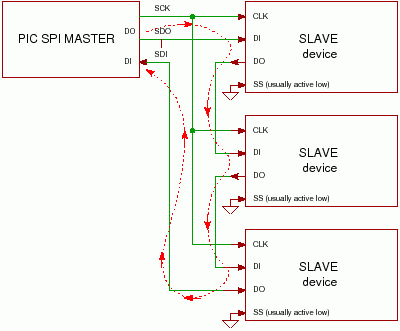 SCK
PIC SPI MASTER
DO
SDO
DI
SDI
CLK
DI
SLAVE
device
DO
SS (usually active low)
CLK
DI
SLAVE
device
DO
SS (usually active low)
CLK
DI
SLAVE
device
DO
SS (usually active low)